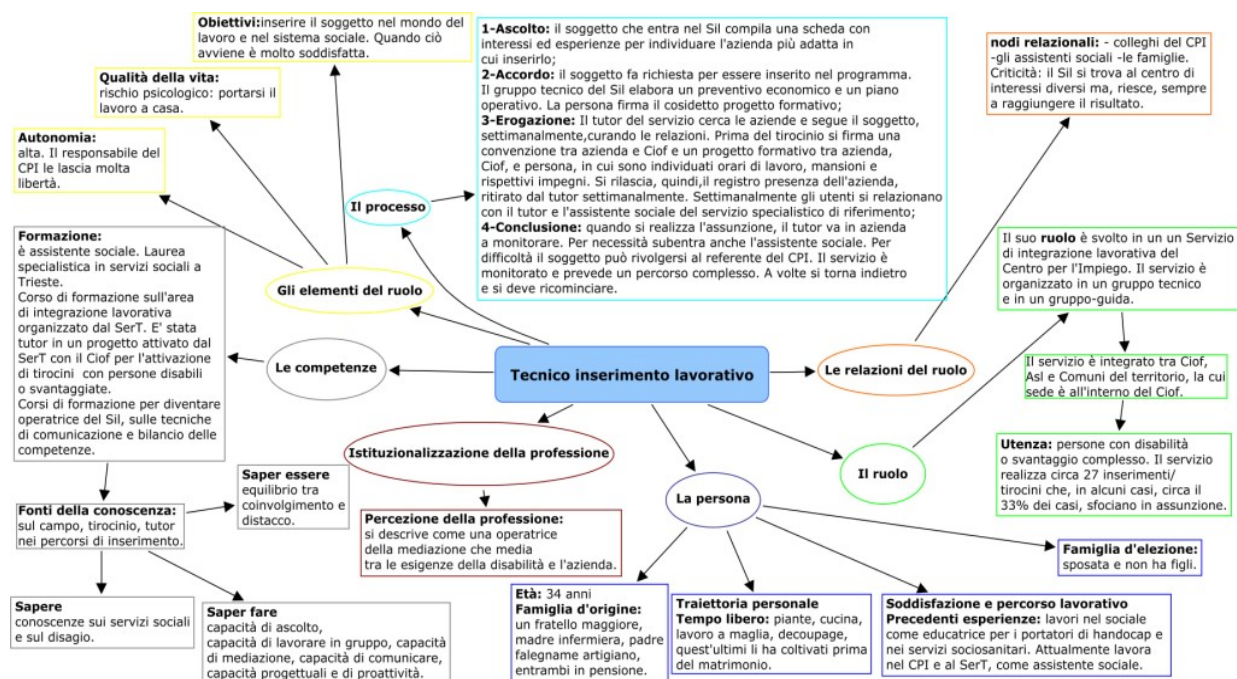 Obiettivi:inserire il soggetto nel mondo del
lavoro e nel sistema sociale. Quando ciò
avviene è molto soddisfatta.
Qualità della vita:
rischio psicologico: portarsi il
lavoro a casa.
Autonomia:
alta. Il responsabile del
CPI le lascia molta
libertà.
Gli elementi del ruolo
Il processo
1-Ascolto: il soggetto che entra nel Sil compila una scheda con
interessi ed esperienze per individuare l'azienda più adatta in
cui inserirlo;
2-Accordo: il soggetto fa richiesta per essere inserito nel programma.
Il gruppo tecnico del Sil elabora un preventivo economico e un piano
operativo. La persona firma il cosidetto progetto formativo;
3-Erogazione: Il tutor del servizio cerca le aziende e segue il soggetto,
settimanalmente,curando le relazioni. Prima del tirocinio si firma una
convenzione tra azienda e Ciof e un progetto formativo tra azienda,
Ciof, e persona, in cui sono individuati orari di lavoro, mansioni e
rispettivi impegni. Si rilascia, quindi,il registro presenza dell'azienda,
ritirato dal tutor settimanalmente. Settimanalmente gli utenti si relazionano
con il tutor e l'assistente sociale del servizio specialistico di riferimento;
4-Conclusione: quando si realizza l'assunzione, il tutor va in azienda
a monitorare. Per necessità subentra anche l'assistente sociale. Per
difficoltà il soggetto può rivolgersi al referente del CPI. Il servizio è
monitorato e prevede un percorso complesso. A volte si torna indietro
e si deve ricominciare.
nodi relazionali: - colleghi del CPI
-gli assistenti sociali -le famiglie.
Criticità: il Sil si trova al centro di
interessi diversi ma, riesce, sempre
a raggiungere il risultato.
Tecnico inserimento lavorativo
Le relazioni del ruolo
Il ruolo
Il suo ruolo è svolto in un un Servizio
di integrazione lavorativa del
Centro per l'Impiego. Il servizio è
organizzato in un gruppo tecnico
e in un gruppo-guida.
Il servizio è integrato tra Ciof,
Asl e Comuni del territorio, la cui
sede è all'interno del Ciof.
Utenza: persone con disabilità
o svantaggio complesso. Il servizio
realizza circa 27 inserimenti/
tirocini che, in alcuni casi, circa il
33% dei casi, sfociano in assunzione.
Le competenze
Formazione:
è assistente sociale. Laurea
specialistica in servizi sociali a
Trieste.
Corso di formazione sull'area
di integrazione lavorativa
organizzato dal SerT. E' stata
tutor in un progetto attivato dal
SerT con il Ciof per l'attivazione
di tirocini con persone disabili
o svantaggiate.
Corsi di formazione per diventare
operatrice del Sil, sulle tecniche
di comunicazione e bilancio delle
competenze.
Fonti della conoscenza:
sul campo, tirocinio, tutor
nei percorsi di inserimento.
Saper essere
equilibrio tra
coinvolgimento e
distacco.
Sapere
conoscenze sui servizi sociali
e sul disagio.
Saper fare
capacità di ascolto,
capacità di lavorare in gruppo, capacità
di mediazione, capacità di comunicare,
capacità progettuali e di proattività.
Istituzionalizzazione della professione
Percezione della professione:
si descrive come una operatrice
della mediazione che media
tra le esigenze della disabilità e l'azienda.
La persona
Età: 34 anni
Famiglia d'origine:
un fratello maggiore,
madre infermiera, padre
falegname artigiano,
entrambi in pensione.
Traiettoria personale
Tempo libero: piante, cucina,
lavoro a maglia, decoupage,
quest'ultimi li ha coltivati prima
del matrimonio.
Soddisfazione e percorso lavorativo
Precedenti esperienze: lavori nel sociale
come educatrice per i portatori di handocap e
nei servizi sociosanitari. Attualmente lavora
nel CPI e al SerT, come assistente sociale.
Famiglia d'elezione:
sposata e non ha figli.